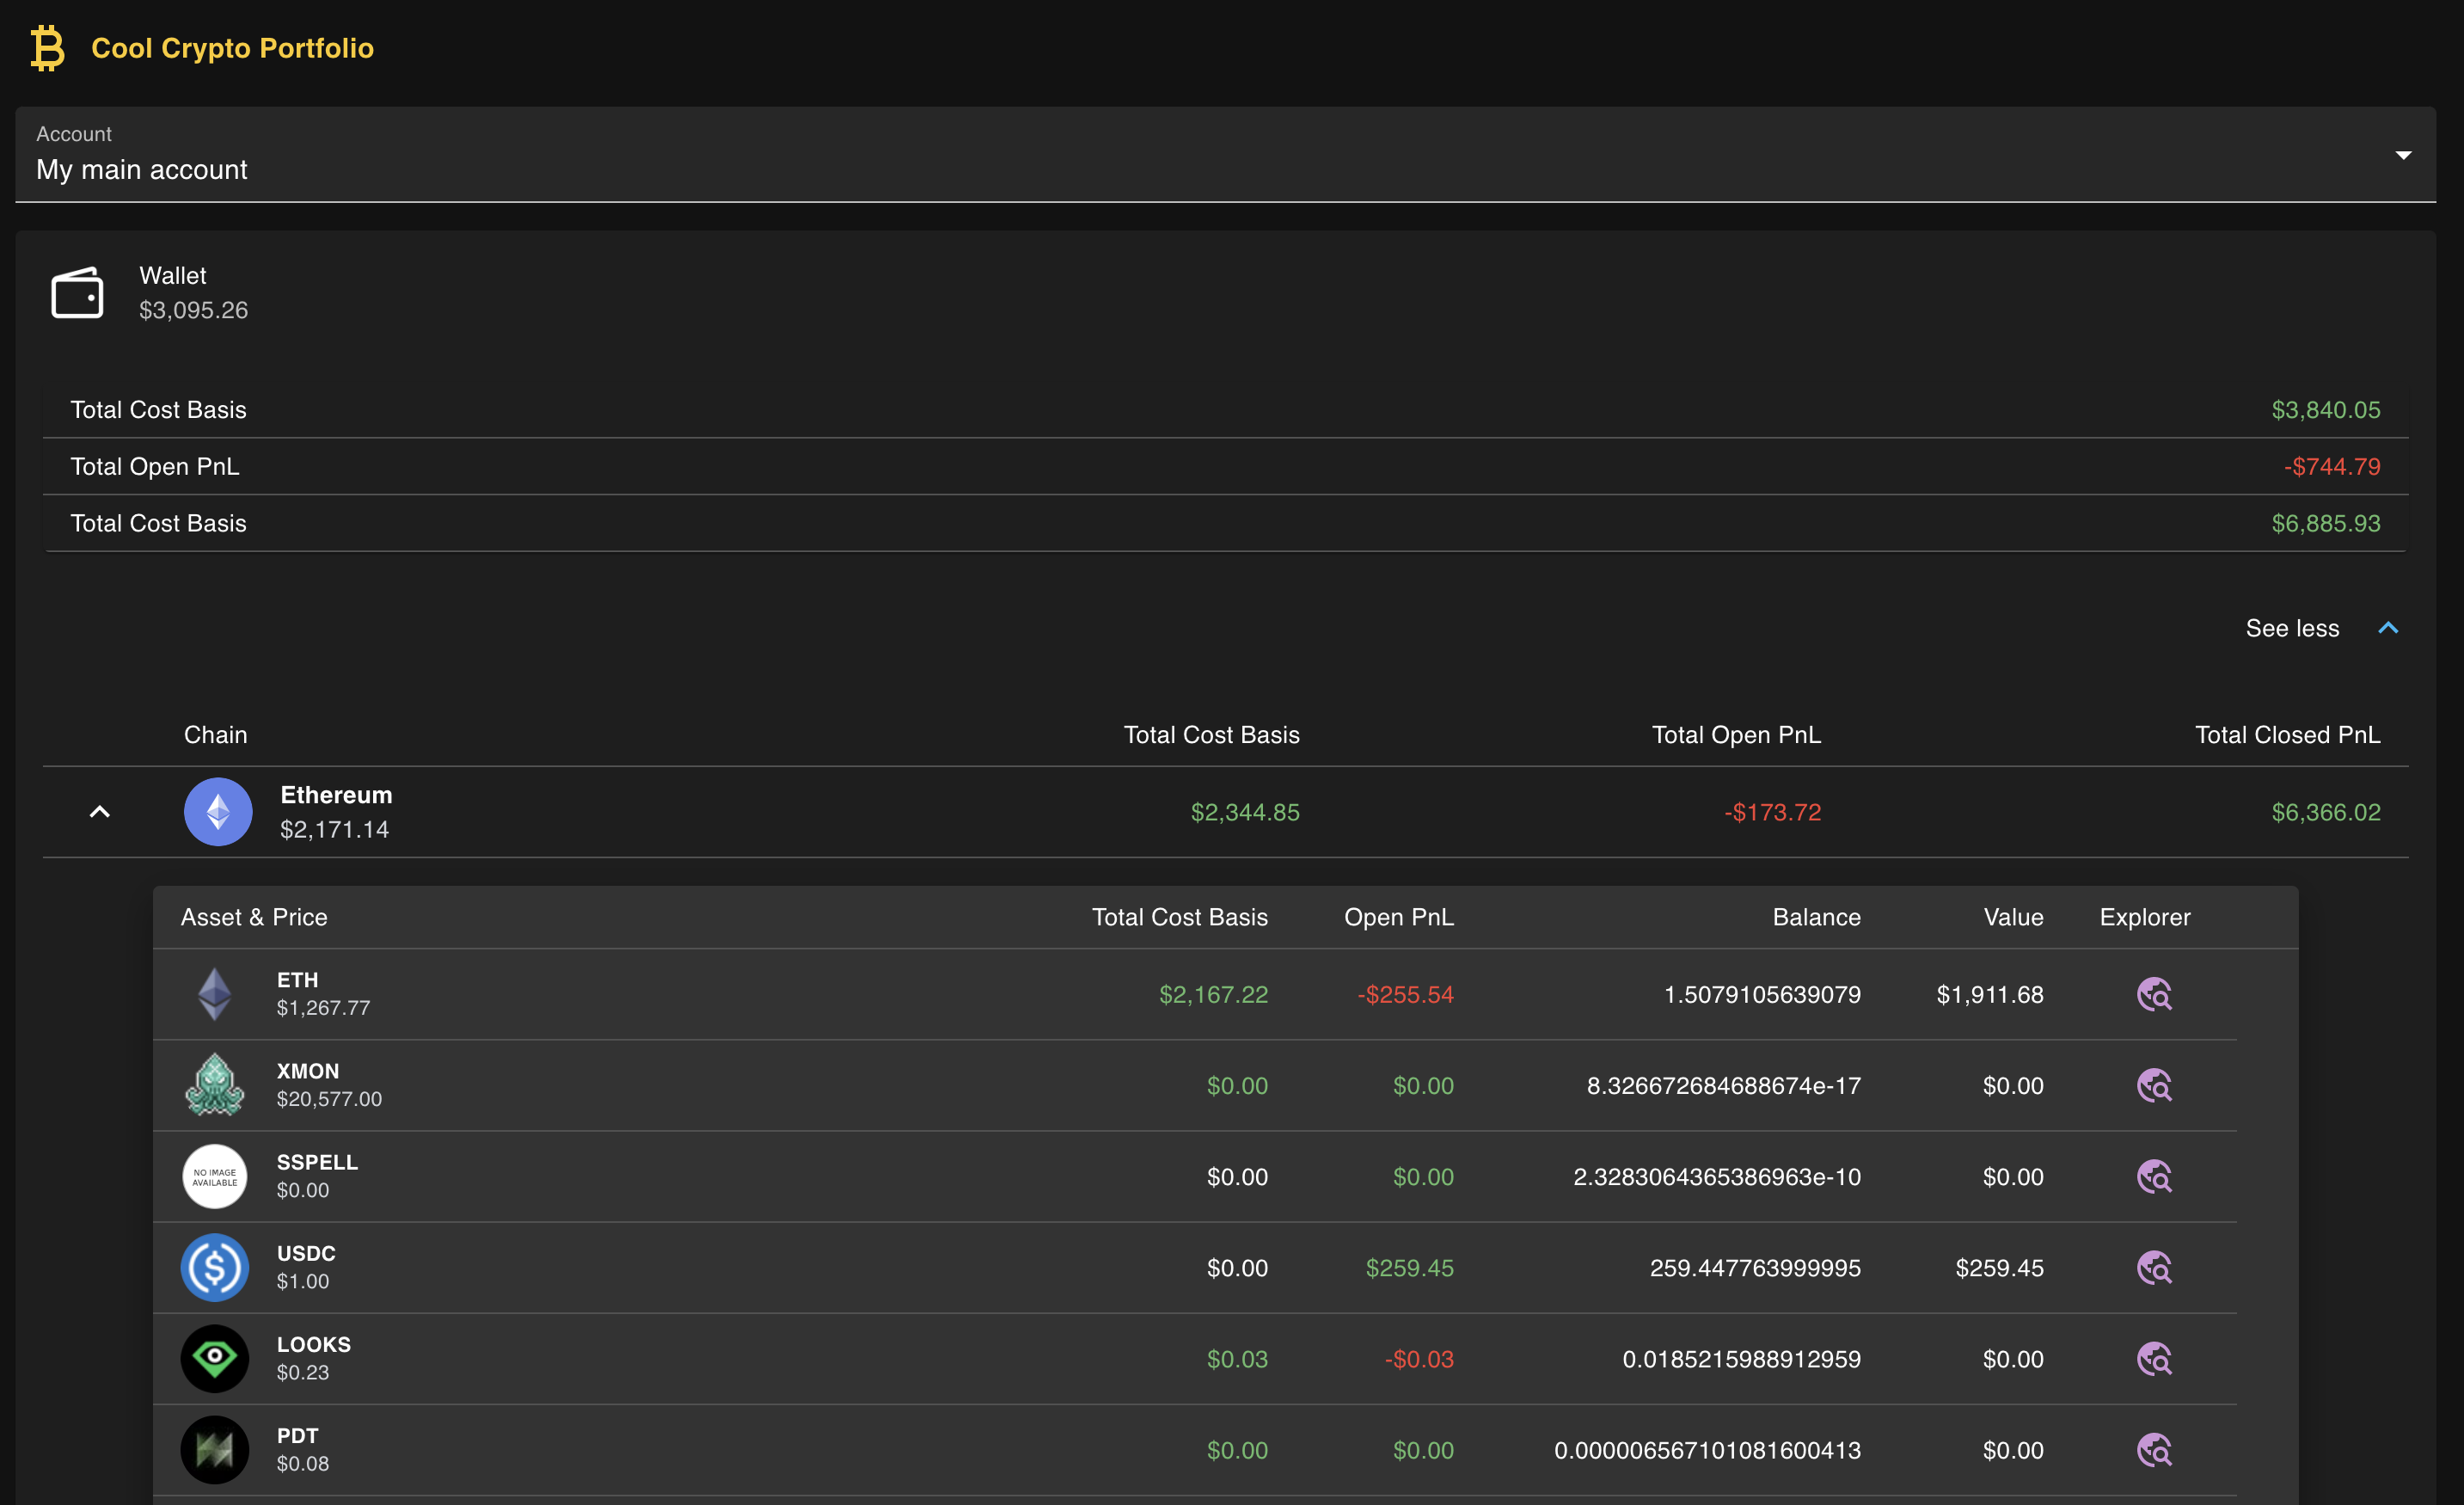 Cool Crypto Portfolio
Account
My main account
Wallet
$3,095.26
Total Cost Basis $3,840.05
Total Open PnL -$744.79
Total Cost Basis $6,885.93
See less
Chain Total Cost Basis Total Open PnL Total Closed PnL
Ethereum
$2,171.14 $2,344.85 -$173.72 $6,366.02
Asset & Price Total Cost Basis Open PnL Balance Value Explorer
ETH
$1,267.77 $2,167.22 -$255.54 1.5079105639079 $1,911.68
XMON
$20,577.00 $0.00 $0.00 8.326672684688674e-17 $0.00
NO IMAGE
AVAILABLE
SSPELL
$0.00 $0.00 $0.00 2.3283064365386963e-10 $0.00
USDC
$1.00 $0.00 $259.45 259.447763999995 $259.45
LOOKS
$0.23 $0.03 -$0.03 0.0185215988912959 $0.00
PDT
$0.08 $0.00 $0.00 0.000006567101081600413 $0.00